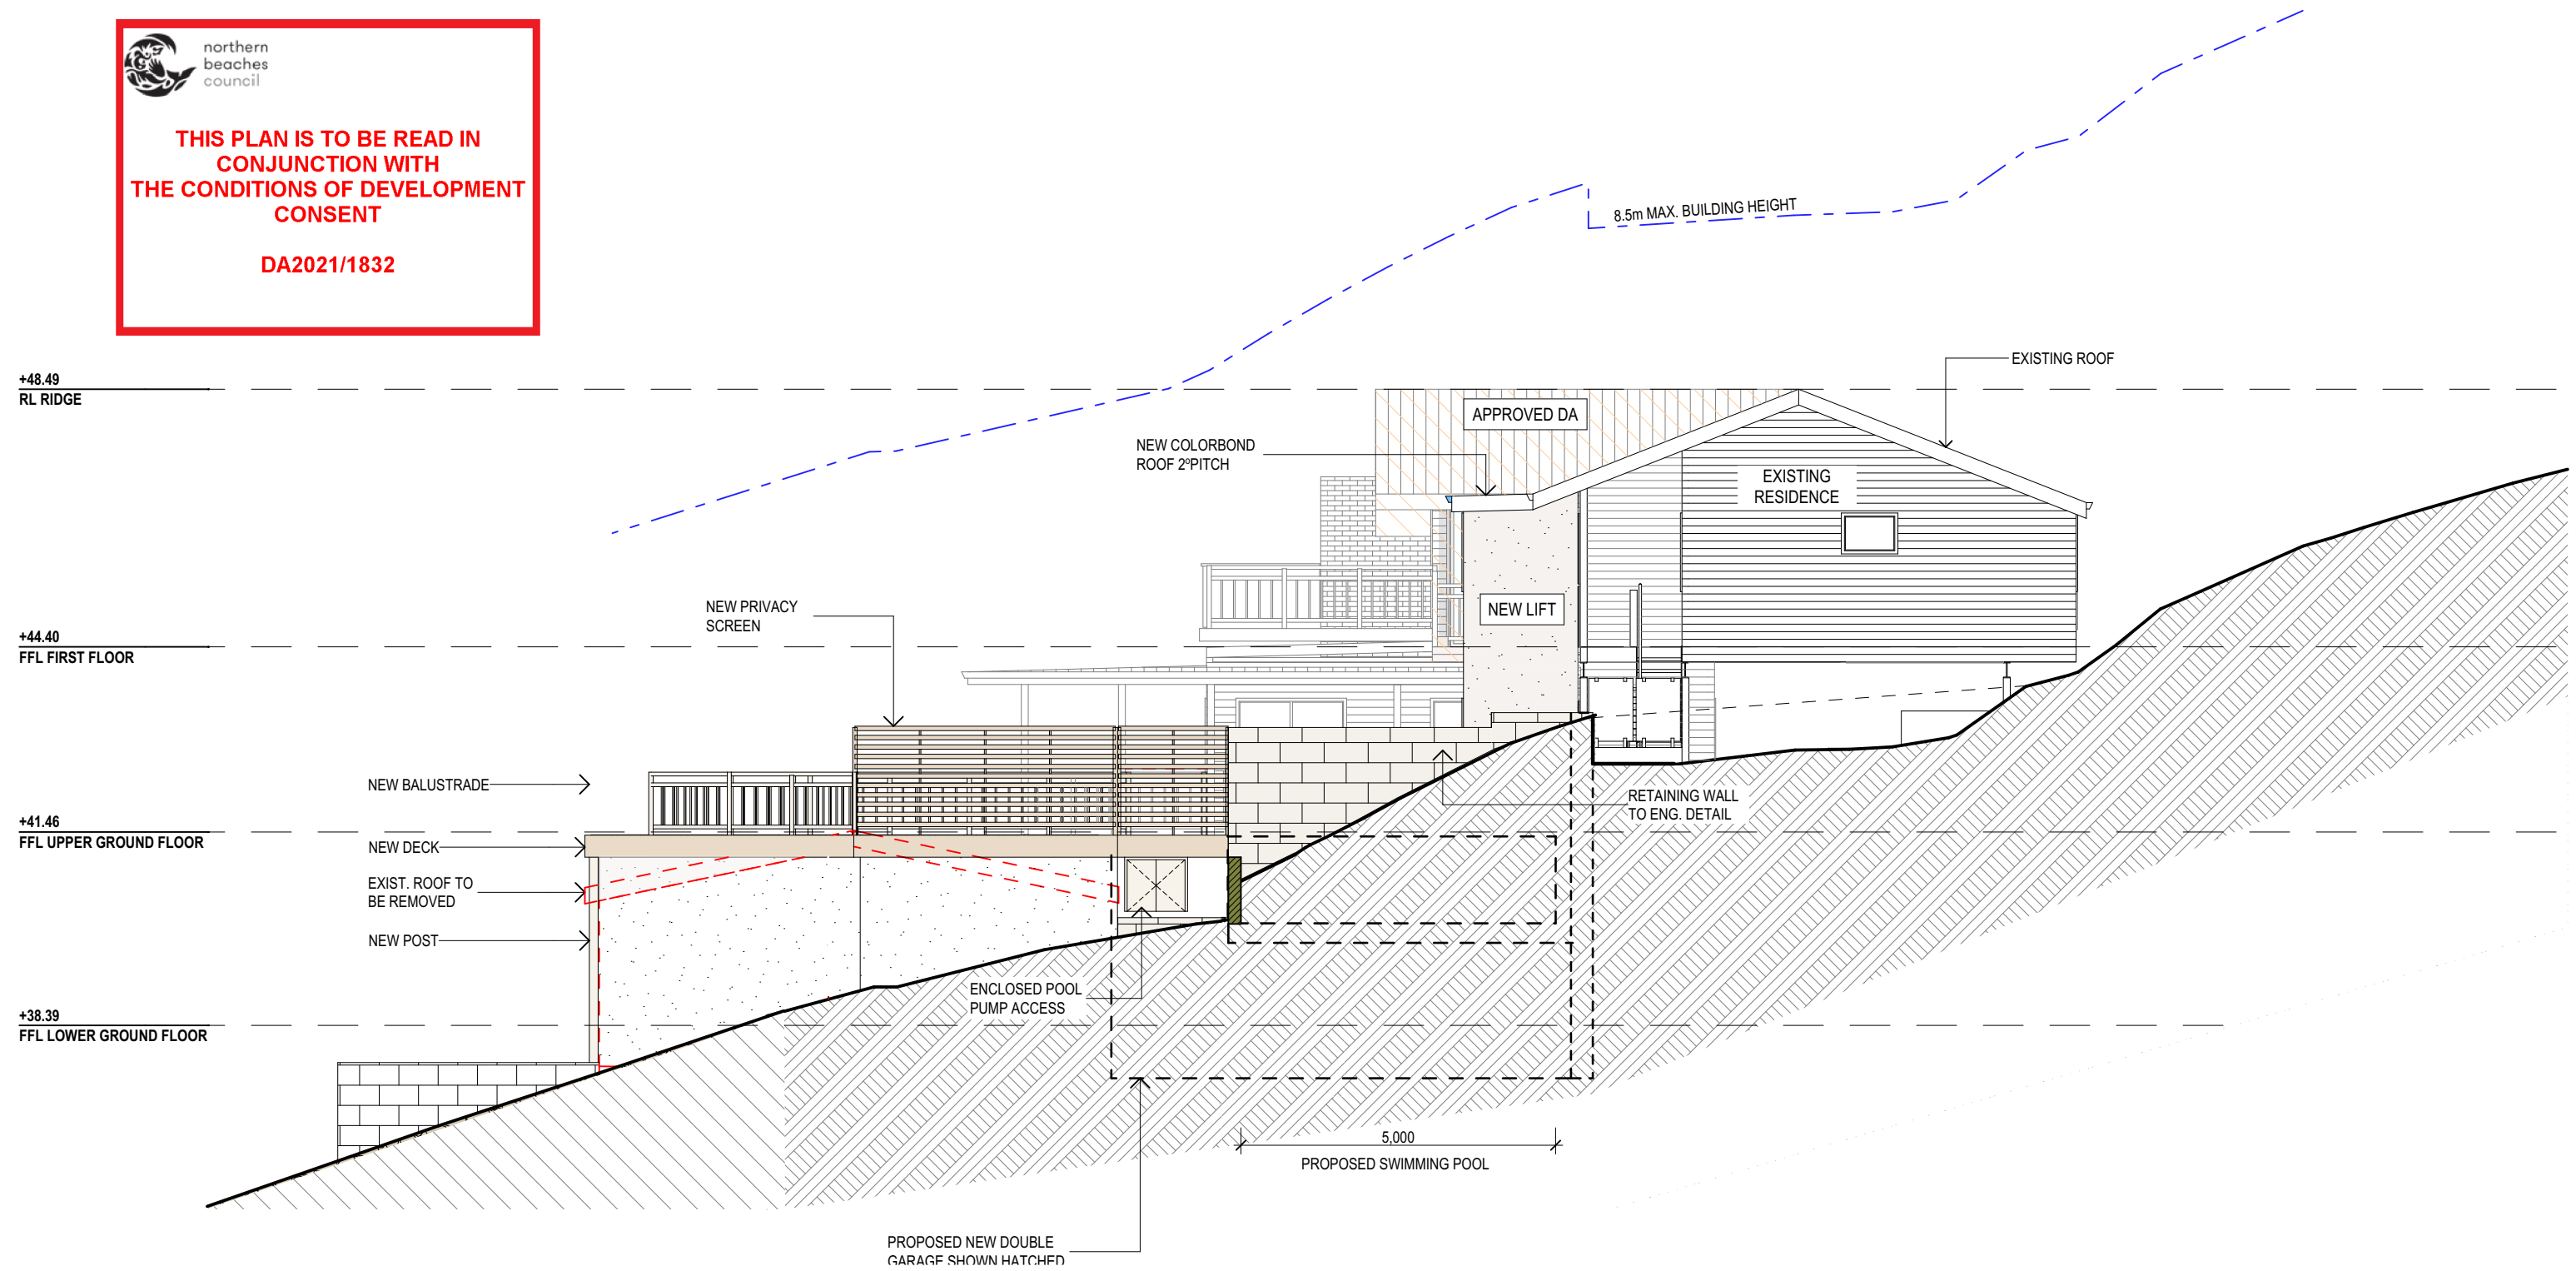 northern
beaches
council
THIS PLAN IS TO BE READ IN
CONJUNCTION WITH
THE CONDITIONS OF DEVELOPMENT
CONSENT
DA2021/1832
8.5m MAX. BUILDING HEIGHT
EXISTING ROOF
+48.49
RL RIDGE
APPROVED DA
NEW COLORBOND
ROOF 2ºPITCH
EXISTING
RESIDENCE
NEW PRIVACY
SCREEN
NEW LIFT
+44.40
FFL FIRST FLOOR
NEW BALUSTRADE
RETAINING WALL
TO ENG. DETAIL
+41.46
FFL UPPER GROUND FLOOR
NEW DECK
EXIST. ROOF TO
BE REMOVED
NEW POST
ENCLOSED POOL
PUMP ACCESS
+38.39
FFL LOWER GROUND FLOOR
5,000
PROPOSED SWIMMING POOL
PROPOSED NEW DOUBLE
GARAGE SHOWN HATCHED